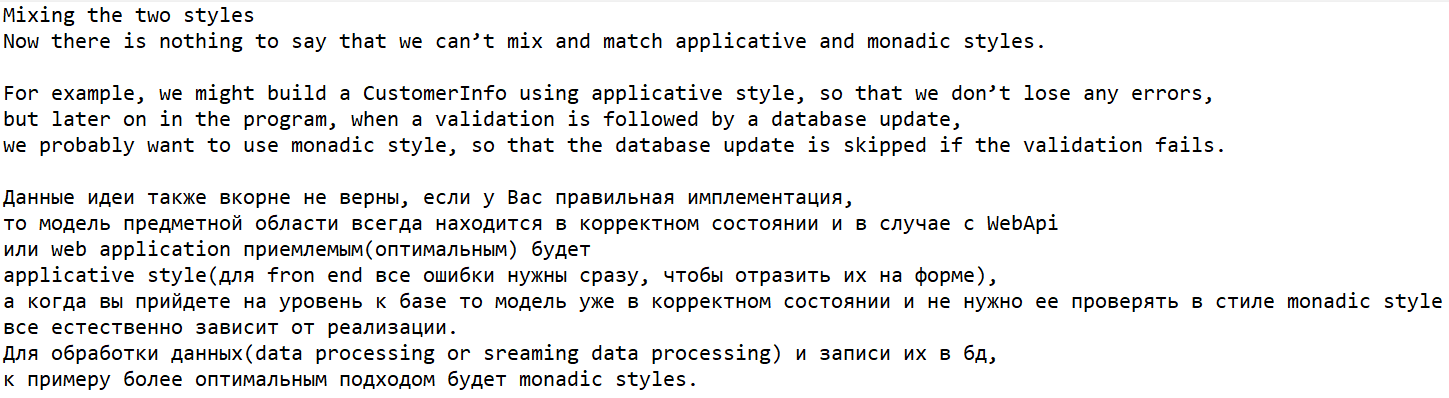 Mixing the two styles
Now there is nothing to say that we can’t mix and match applicative and monadic styles.
For example, we might build a CustomerInfo using applicative style, so that we don’t lose any errors,
but later on in the program, when a validation is followed by a database update,
we probably want to use monadic style, so that the database update is skipped if the validation fails.
Данные идеи также вкорне не верны, если у Вас правильная имплементация,
то модель предметной области всегда находится в корректном состоянии и в случае с WebApi
или web application приемлемым(оптимальным) будет
applicative style(для fron end все ошибки нужны сразу, чтобы отразить их на форме),
а когда вы прийдете на уровень к базе то модель уже в корректном состоянии и не нужно ее проверять в стиле monadic style
все естественно зависит от реализации.
Для обработки данных(data processing or sreaming data processing) и записи их в бд,
к примеру более оптимальным подходом будет monadic styles.